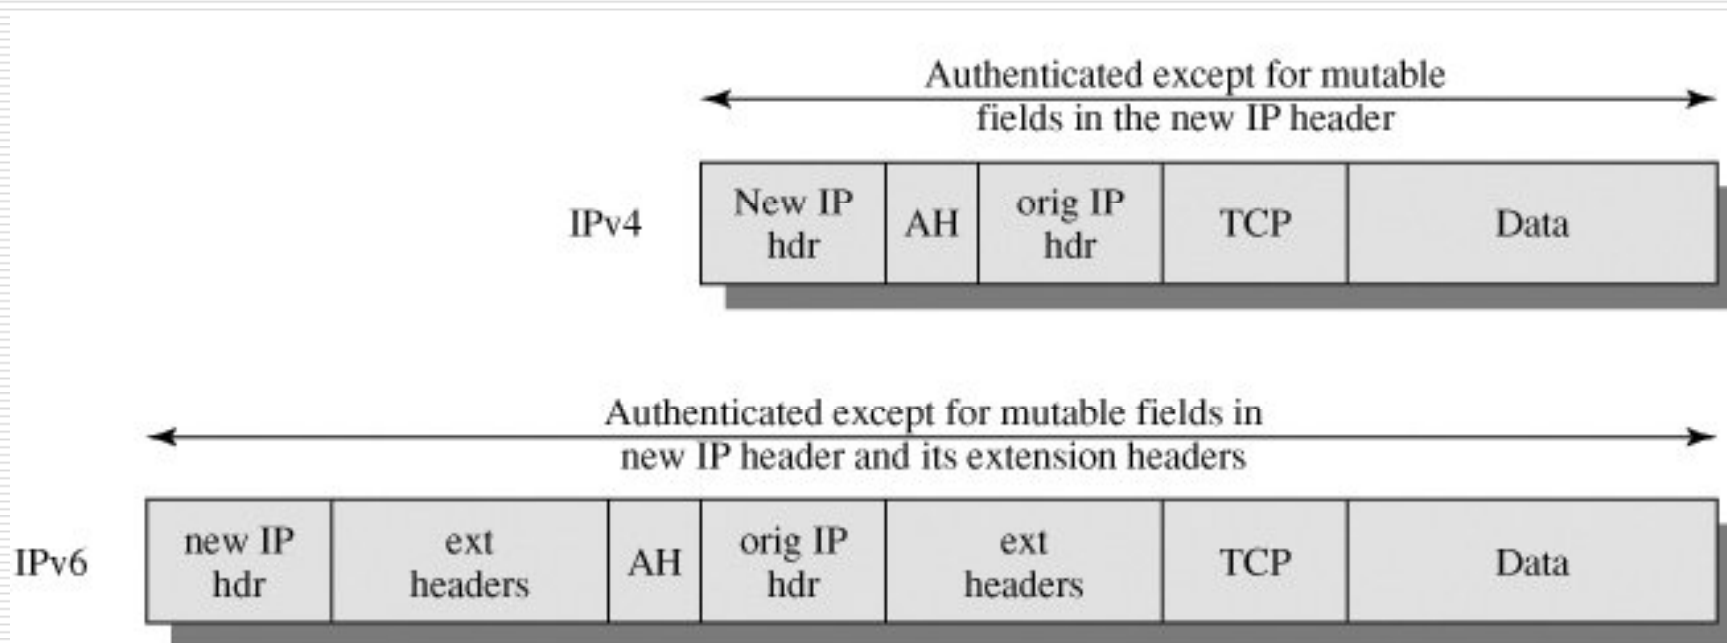 Authenticated except for mutable
fields in the new IP header
IPv4
New IP
hdr
AH
orig IP
hdr
TCP
Data
Authenticated except for mutable fields in
new IP header and its extension headers
IPv6
new IP
hdr
ext
headers
AH
orig IP
hdr
ext
headers
TCP
Data